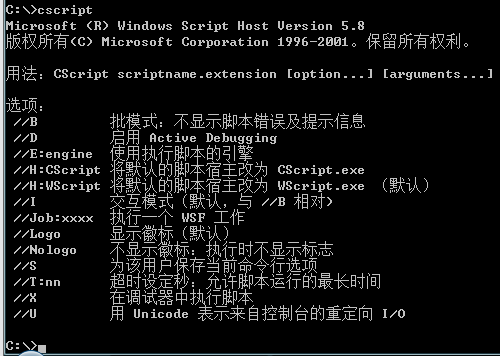 C:\>cscript
Microsoft (R) Windows Script Host Version 5.8
版权所有(C) Microsoft Corporation 1996-2001。保留所有权利。
用法：CScript scriptname.extension [option...] [arguments...]
选项：
//B 批模式：不显示脚本错误及提示信息
//D 启用 Active Debugging
//E:engine 使用执行脚本的引擎
//H:CScript 将默认的脚本宿主改为 CScript.exe
//H:WScript 将默认的脚本宿主改为 WScript.exe （默认）
//I 交互模式（默认，与 //B 相对)
//Job:xxxx 执行一个 WSF 工作
//Logo 显示徽标（默认）
//Nologo 不显示徽标：执行时不显示标志
//S 为该用户保存当前命令行选项
//T:nn 超时设定秒：允许脚本运行的最长时间
//X 在调试器中执行脚本
//U 用 Unicode 表示来自控制台的重定向 I/O
C:\>